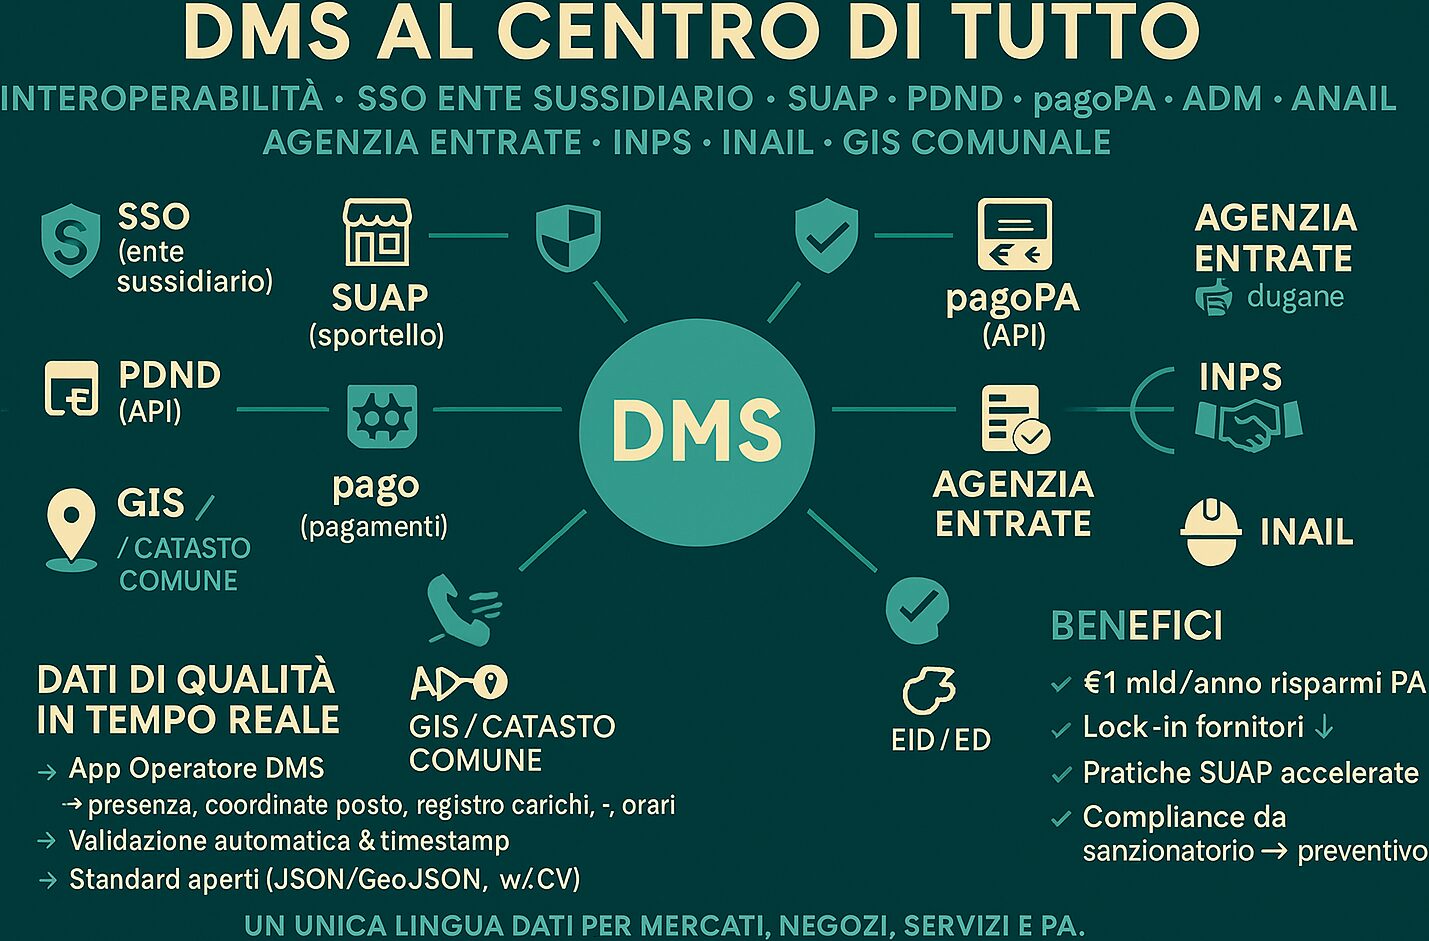 DMS AL CENTRO DI TUTTO
INTEROPERABILITÀ · SSO ENTE SUSSIDIARIO · SUAP · PDND · pagoPA · ADM · ANAIL
AGENZIA ENTRATE · INPS · INAIL · GIS COMUNALE
SSO
(ente
sussidiario)
SUAP
(sportello)
pagoPA
(API)
AGENZIA
ENTRATE
dugane
PDND
(API)
pago
(pagamenti)
DMS
AGENZIA
ENTRATE
INPS
INAIL
GIS /
/ CATASTO
COMUNE
GIS / CATASTO
COMUNE
EID / ED
DATI DI QUALITÀ
IN TEMPO REALE
→ App Operatore DMS
→ presenza, coordinate posto, registro carichi, -, orari
→ Validazione automatica & timestamp
→ Standard aperti (JSON/GeoJSON, w/.CV)
BENEFICI
✓ €1 mld/anno risparmi PA
✓ Lock-in fornitori ↓
✓ Pratiche SUAP accelerate
✓ Compliance da
sanzionatorio → preventivo
UN UNICA LINGUA DATI PER MERCATI, NEGOZI, SERVIZI E PA.